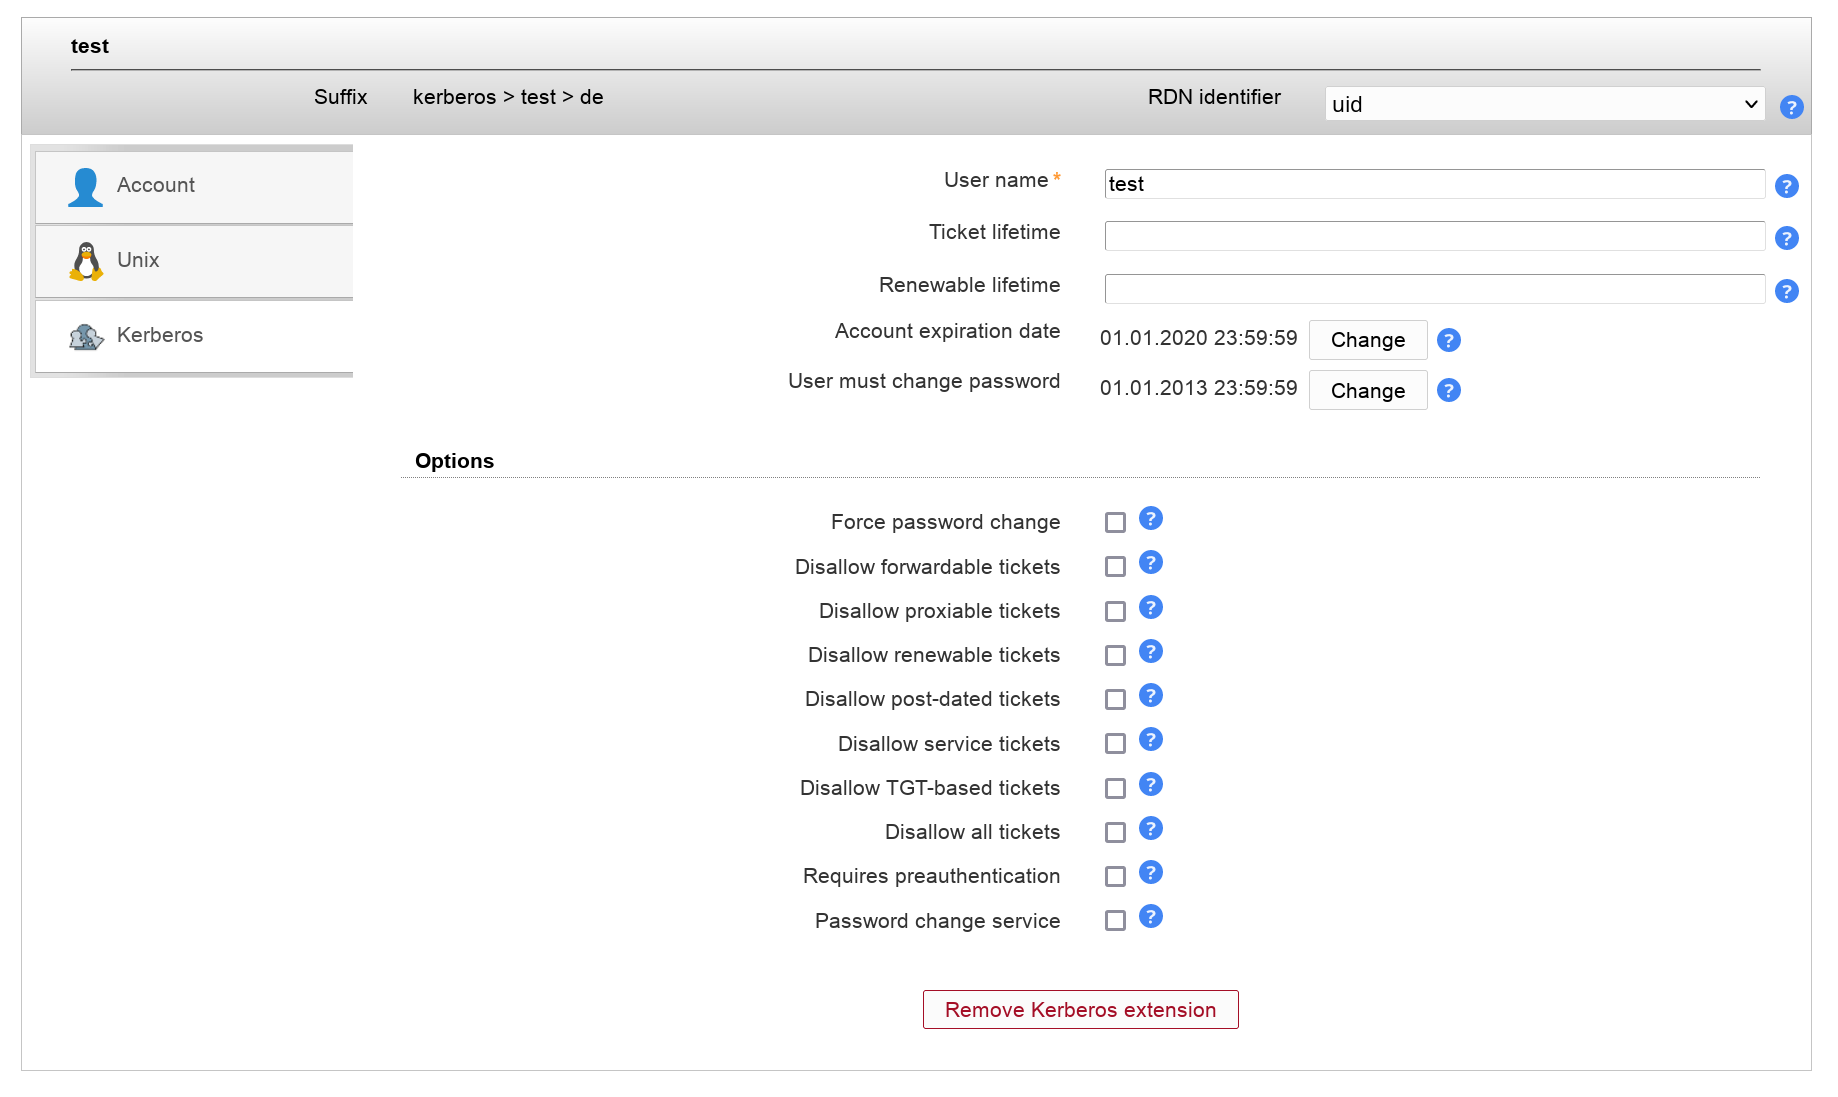 test
Suffix kerberos > test > de RDN identifier uid ?
Account
Unix
Kerberos
User name * test ?
Ticket lifetime ?
Renewable lifetime ?
Account expiration date 01.01.2020 23:59:59 Change ?
User must change password 01.01.2013 23:59:59 Change ?
Options
Force password change ?
Disallow forwardable tickets ?
Disallow proxiable tickets ?
Disallow renewable tickets ?
Disallow post-dated tickets ?
Disallow service tickets ?
Disallow TGT-based tickets ?
Disallow all tickets ?
Requires preauthentication ?
Password change service ?
Remove Kerberos extension